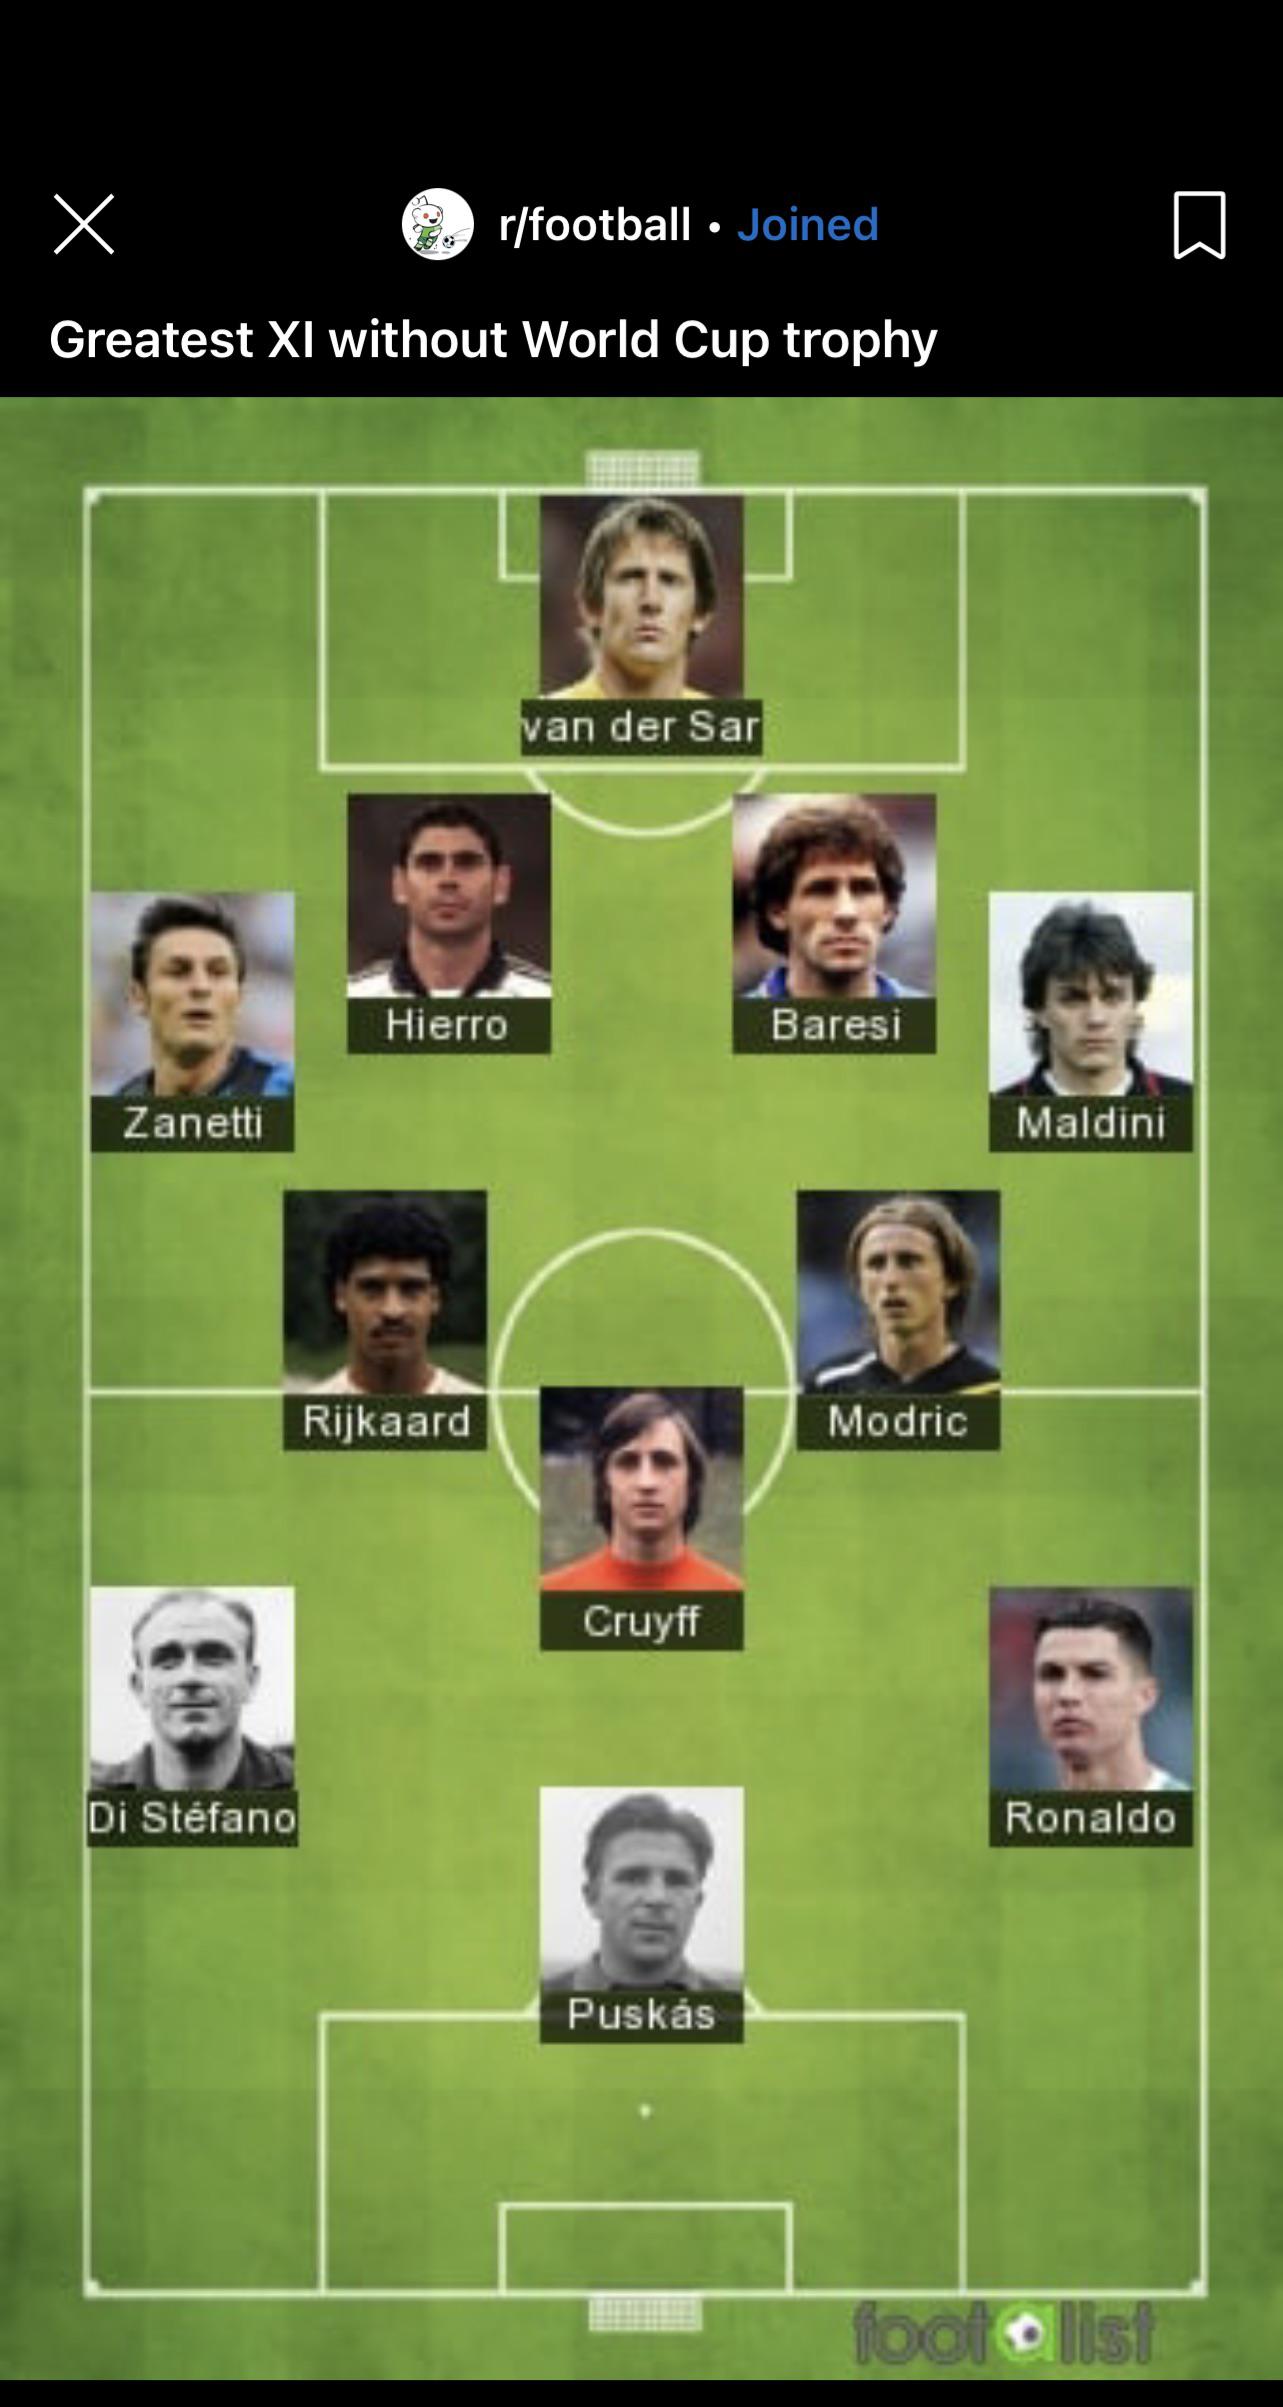 r/football • Joined
Greatest XI without World Cup trophy
van der Sar
Hierro
Baresi
Zanetti
Maldini
Rijkaard
Modric
Cruyff
Di Stéfano
Ronaldo
Puskás
footalist